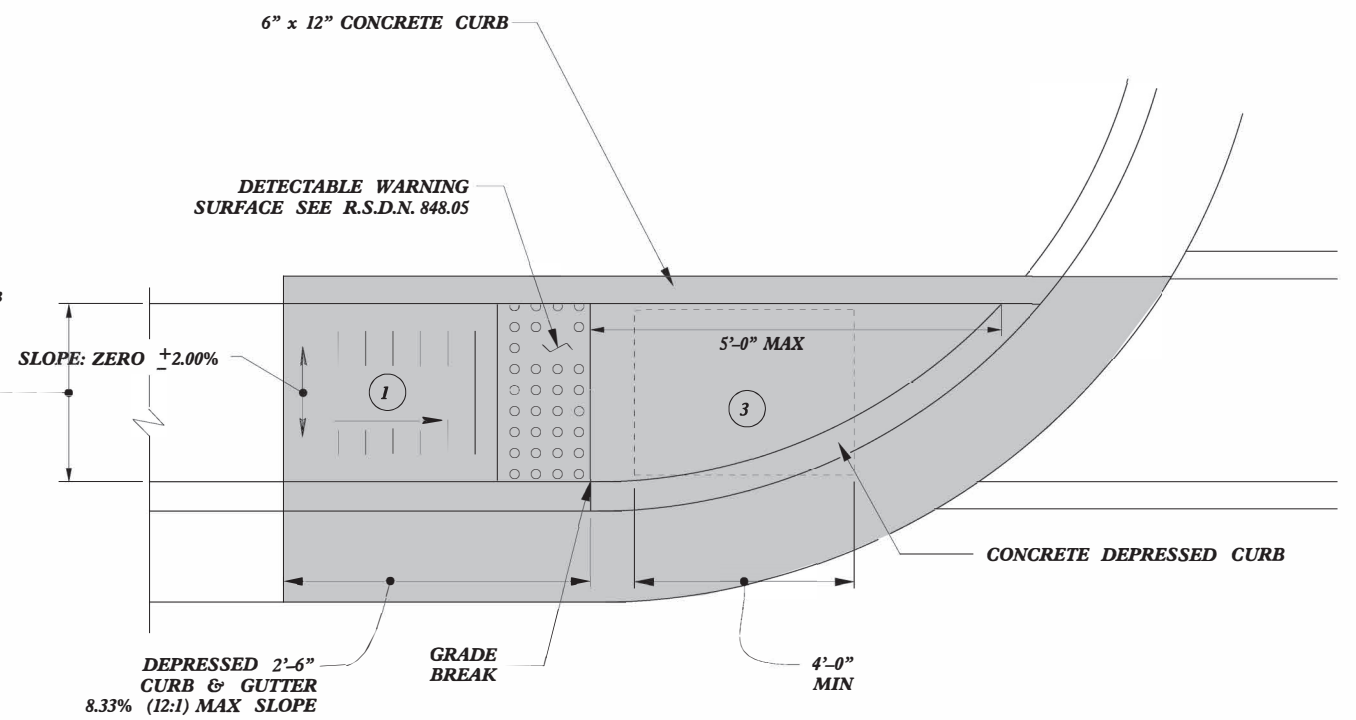 6” x 12” CONCRETE CURB
DETECTABLE WARNING
SURFACE SEE R.S.D.N. 848.05
SLOPE: ZERO ± 2.00%
5’–0” MAX
1
3
CONCRETE DEPRESSED CURB
DEPRESSED 2’–6”
CURB & GUTTER
8.33% (12:1) MAX SLOPE
GRADE
BREAK
4’–0”
MIN